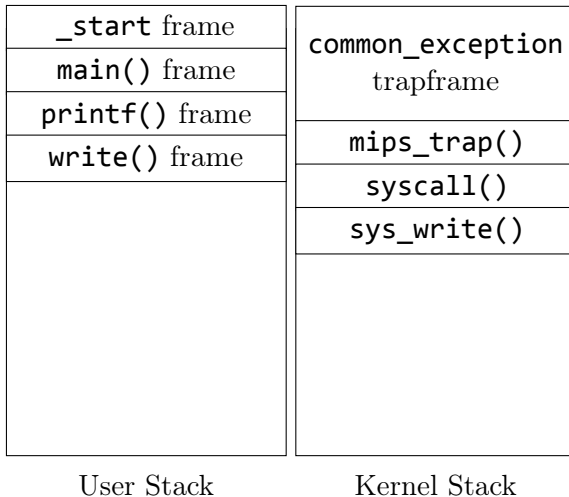 _start frame
main() frame
printf() frame
write() frame
User Stack
common_exception
trapframe
mips_trap()
syscall()
sys_write()
Kernel Stack